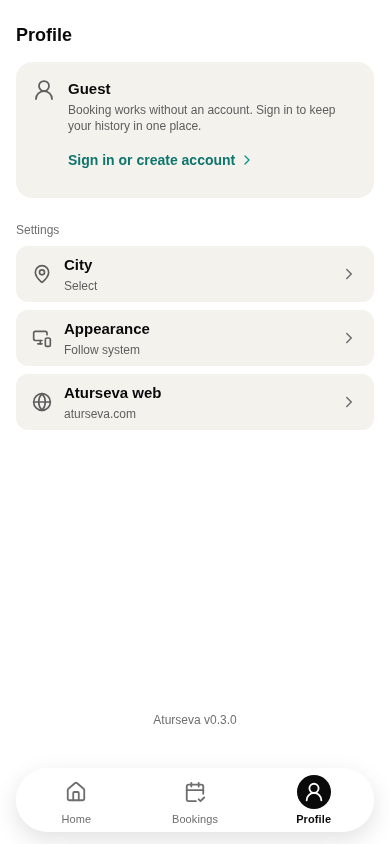 Profile
Guest
Booking works without an account. Sign in to keep
your history in one place.
Sign in or create account
Settings
City
Select
Appearance
Follow system
Aturseva web
aturseva.com
Aturseva v0.3.0
Home
Bookings
Profile